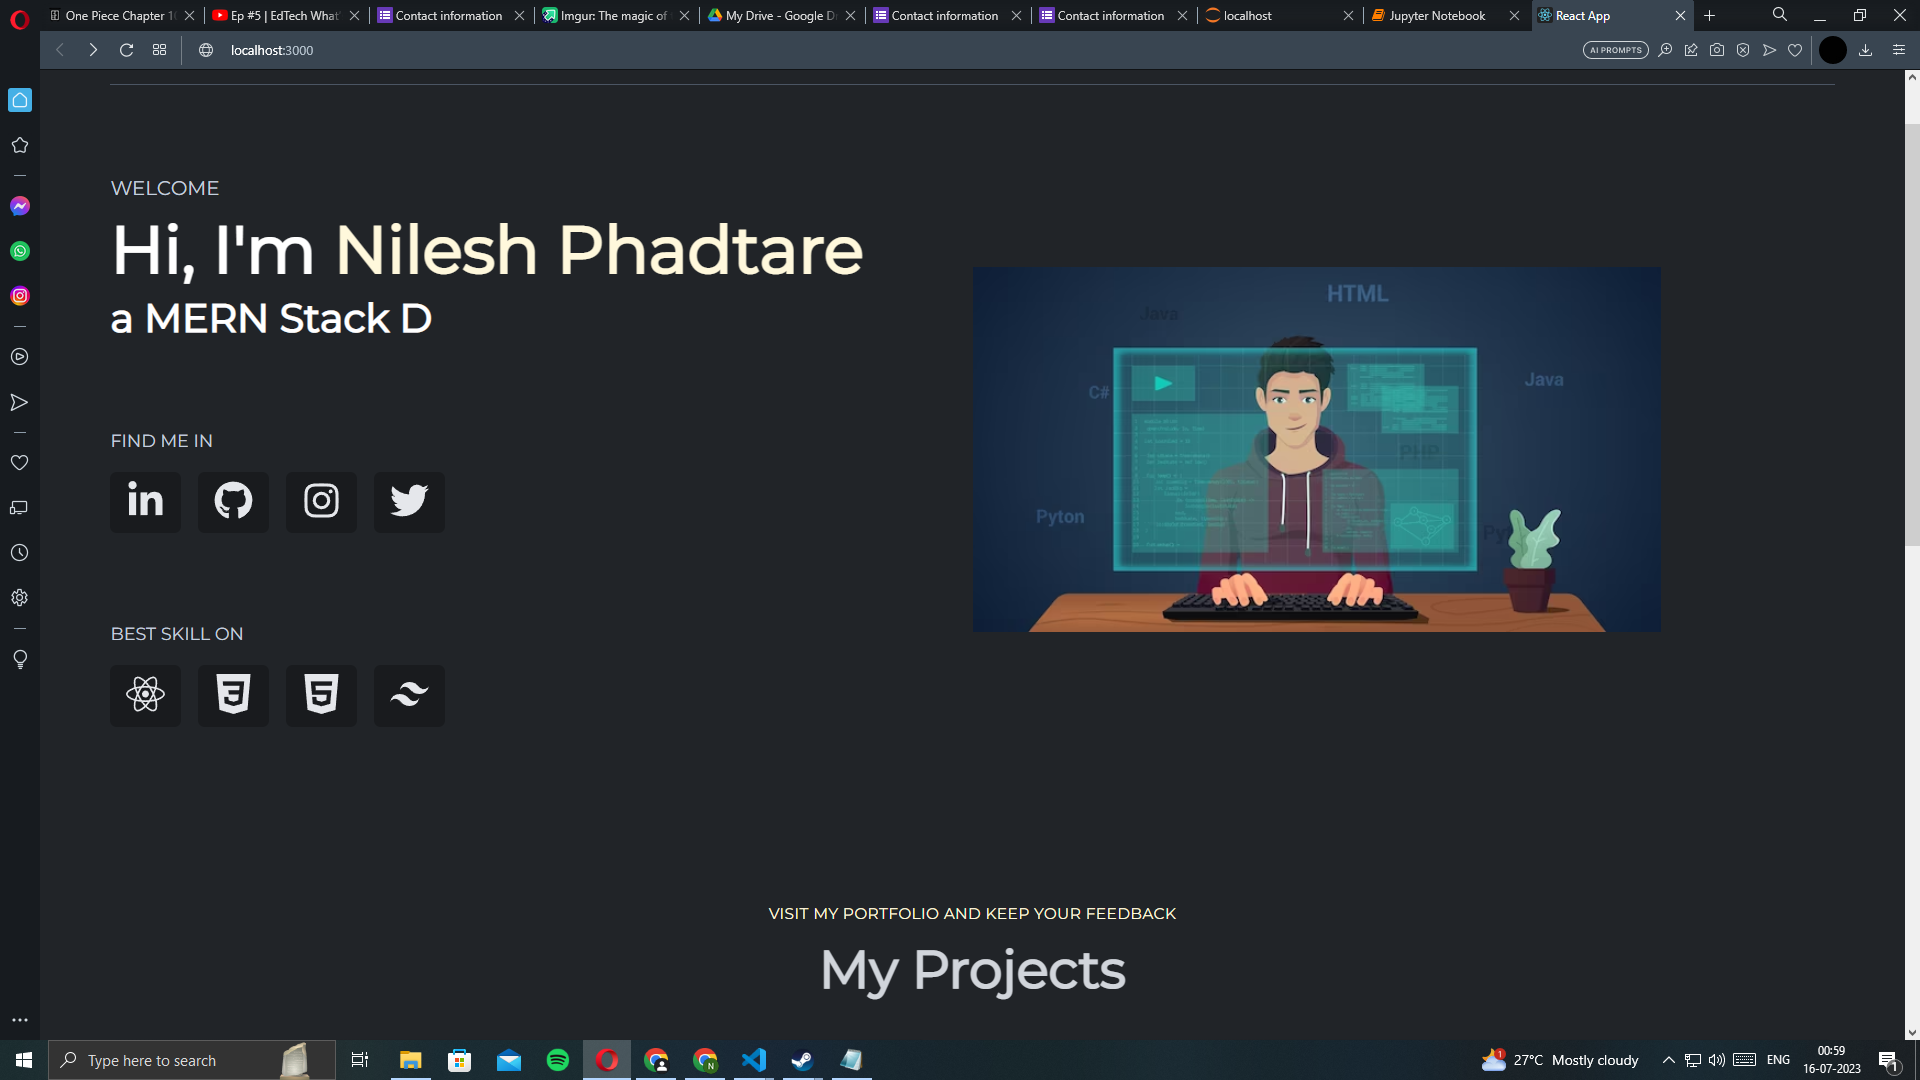 One Piece Chapter 10
Ep #5 | EdTech What'
Contact information
Imgur: The magic of
My Drive - Google Dr
Contact information
Contact information
localhost
Jupyter Notebook
React App
localhost:3000
AI PROMPTS
WELCOME
Hi, I'm Nilesh Phadtare
a MERN Stack D
HTML
Java
Java
C#
PHP
Pyton
Py
FIND ME IN
BEST SKILL ON
VISIT MY PORTFOLIO AND KEEP YOUR FEEDBACK
My Projects
Type here to search
N
1
27°C Mostly cloudy
ENG
00:59
16-07-2023
1